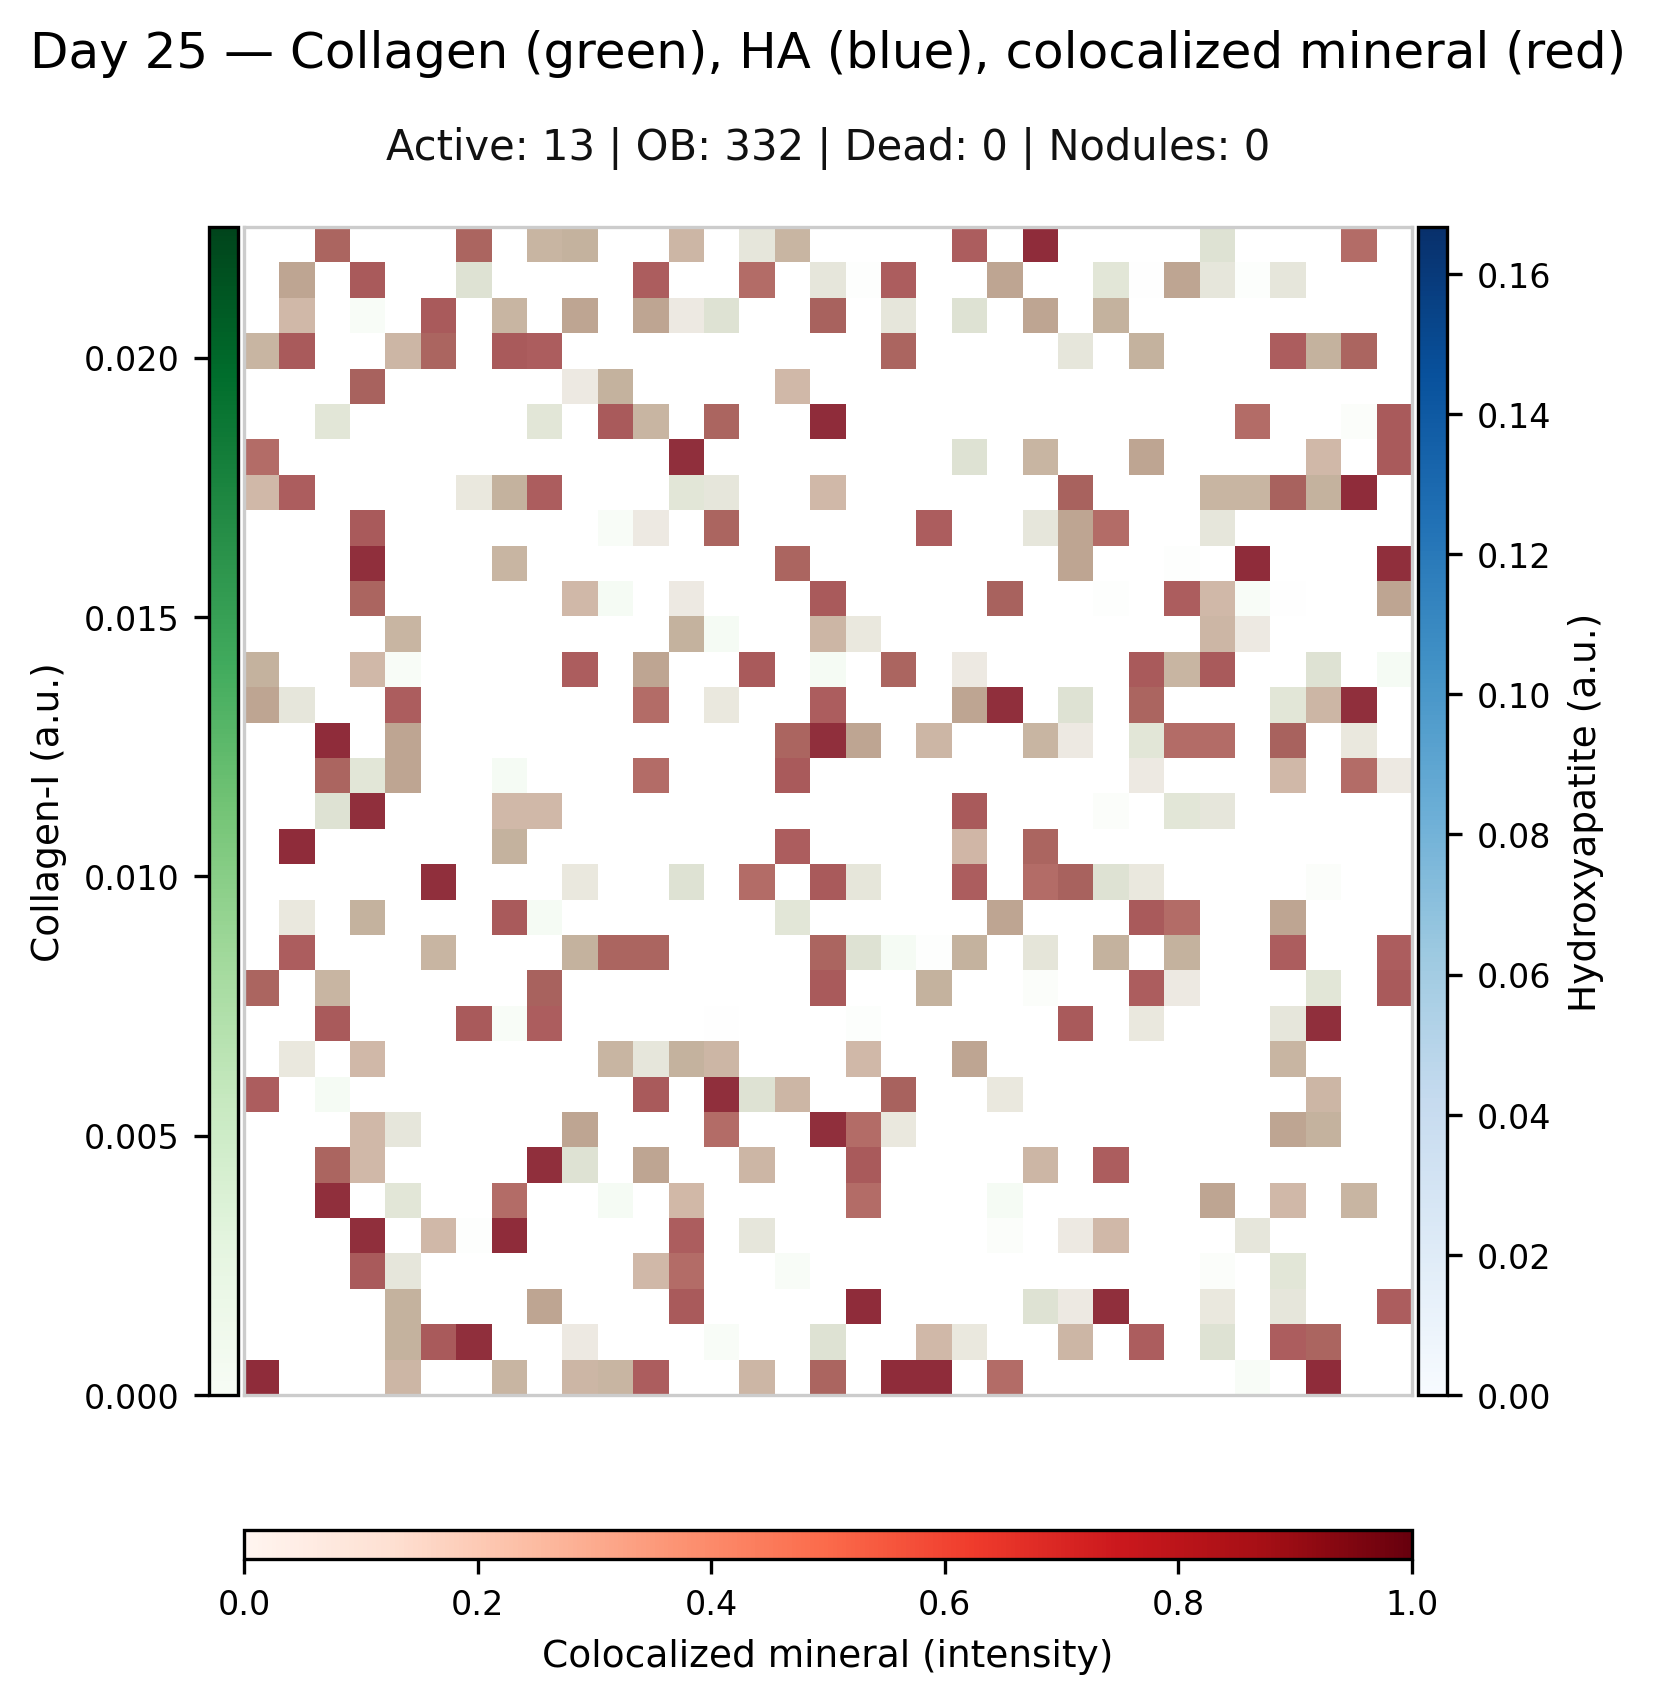 Day 25 — Collagen (green), HA (blue), colocalized mineral (red)
Active: 13 | OB: 332 | Dead: 0 | Nodules: 0
Collagen-I (a.u.)
0.020
0.015
0.010
0.005
0.000
0.16
0.14
0.12
0.10
0.08
0.06
0.04
0.02
0.00
Hydroxyapatite (a.u.)
0.0 0.2 0.4 0.6 0.8 1.0
Colocalized mineral (intensity)